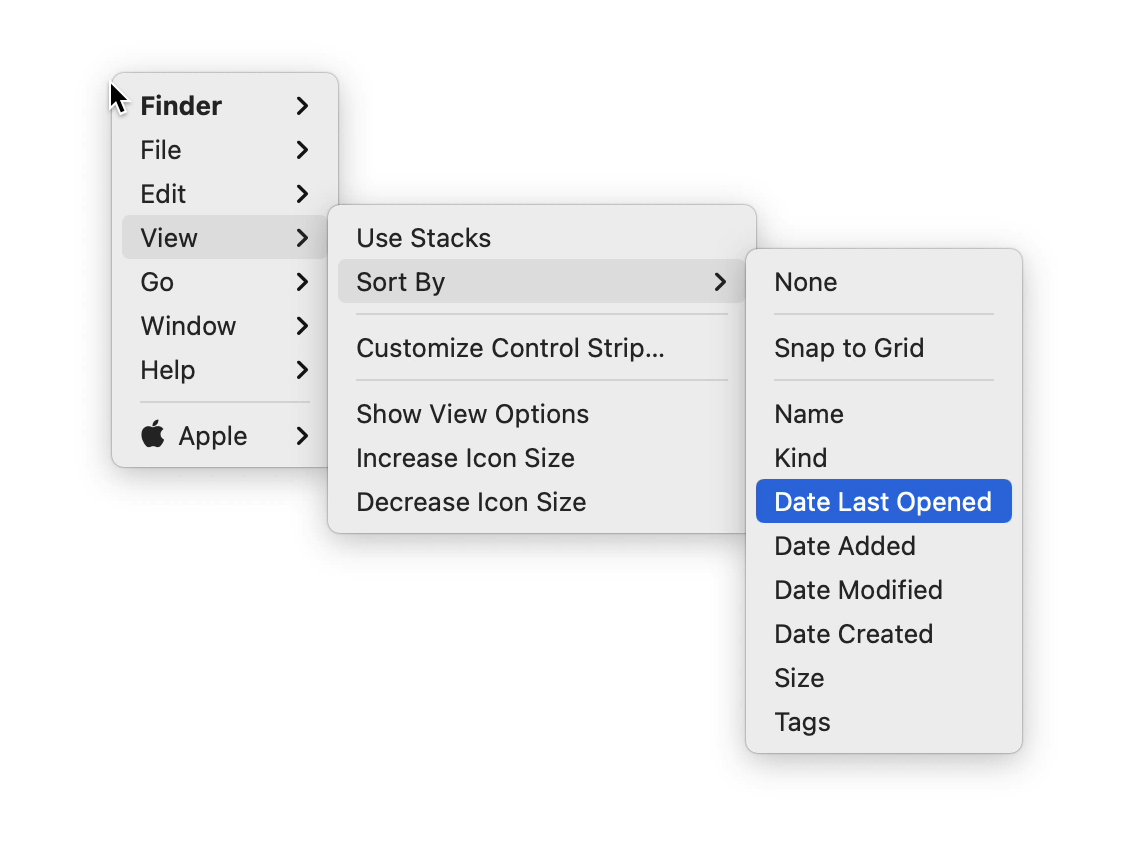 Finder
File
Edit
View
Go
Window
Help
Apple
Use Stacks
Sort By
Customize Control Strip...
Show View Options
Increase Icon Size
Decrease Icon Size
None
Snap to Grid
Name
Kind
Date Last Opened
Date Added
Date Modified
Date Created
Size
Tags